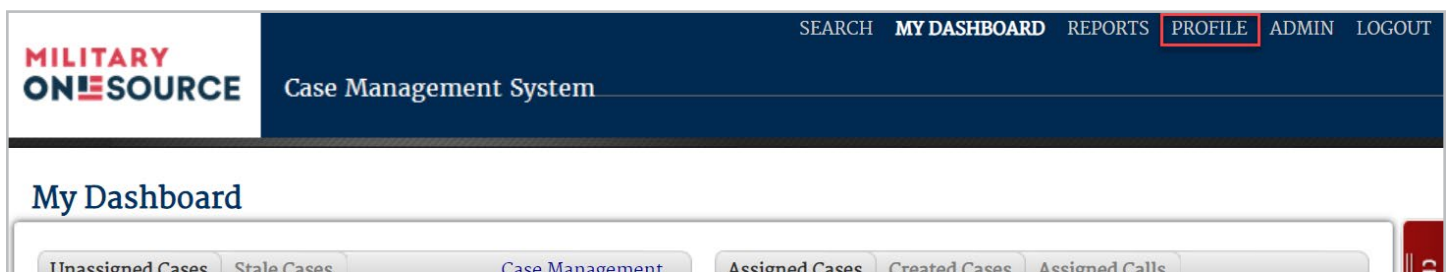 SEARCH MY DASHBOARD REPORTS PROFILE ADMIN LOGOUT
MILITARY
ONESOURCE
Case Management System
My Dashboard
Unassigned Cases Stale Cases Case Management Assigned Cases Created Cases Assigned Calls